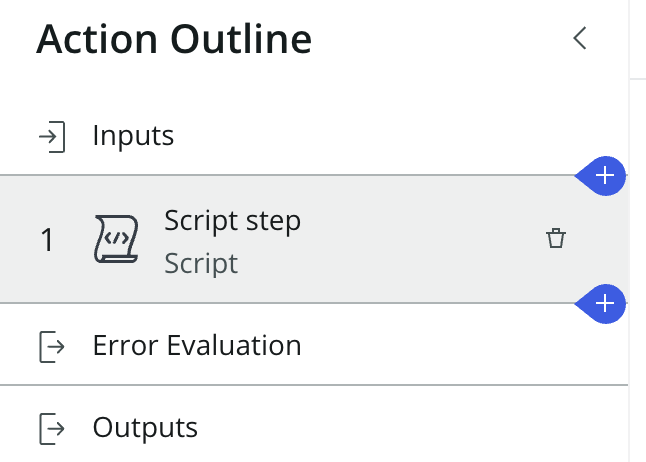 Action Outline
Inputs
1
Script step
Script
Error Evaluation
Outputs